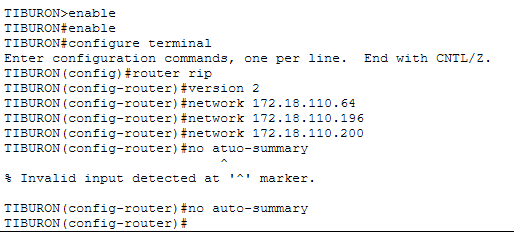 TIBURON>enable
TIBURON#enable
TIBURON#configure terminal
Enter configuration commands, one per line.  End with CNTL/Z.
TIBURON(config)#router rip
TIBURON(config-router)#version 2
TIBURON(config-router)#network 172.18.110.64
TIBURON(config-router)#network 172.18.110.196
TIBURON(config-router)#network 172.18.110.200
TIBURON(config-router)#no atuo-summary
                          ^
% Invalid input detected at '^' marker.
TIBURON(config-router)#no auto-summary
TIBURON(config-router)#